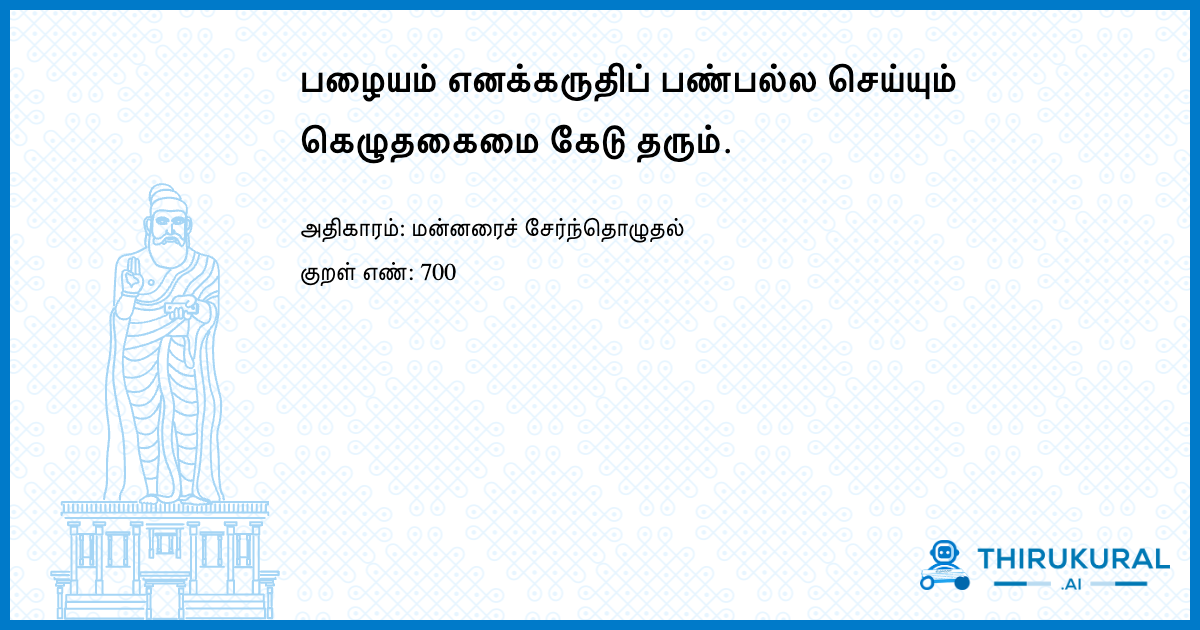 பழையம் எனக்கருதிப் பண்பல்ல செய்யும்
கெழுதகைமை கேடு தரும்.
அதிகாரம்: மன்னரைச் சேர்ந்தொழுதல்
குறள் எண்: 700
THIRUKURAL
.AI